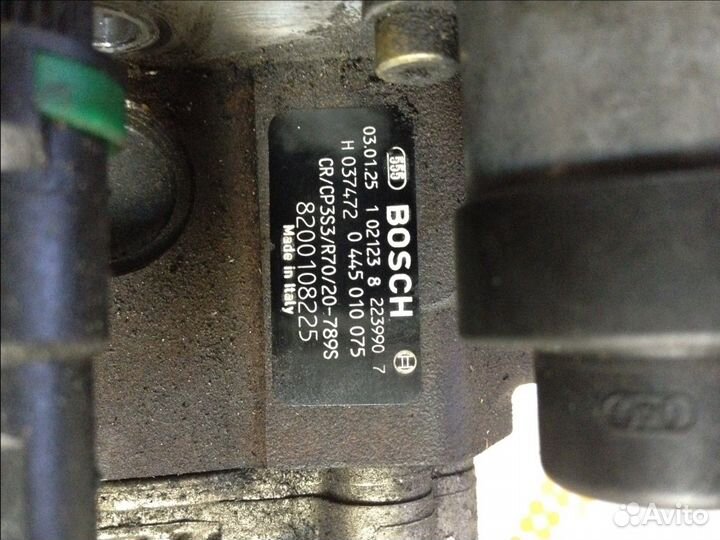 555 BOSCH
03.01.25 1 02123 8 223990 7
H 037472 0 445 010 075
CR/CP3S3/R70/20-789S
8200108225
Made in Italy
Avito